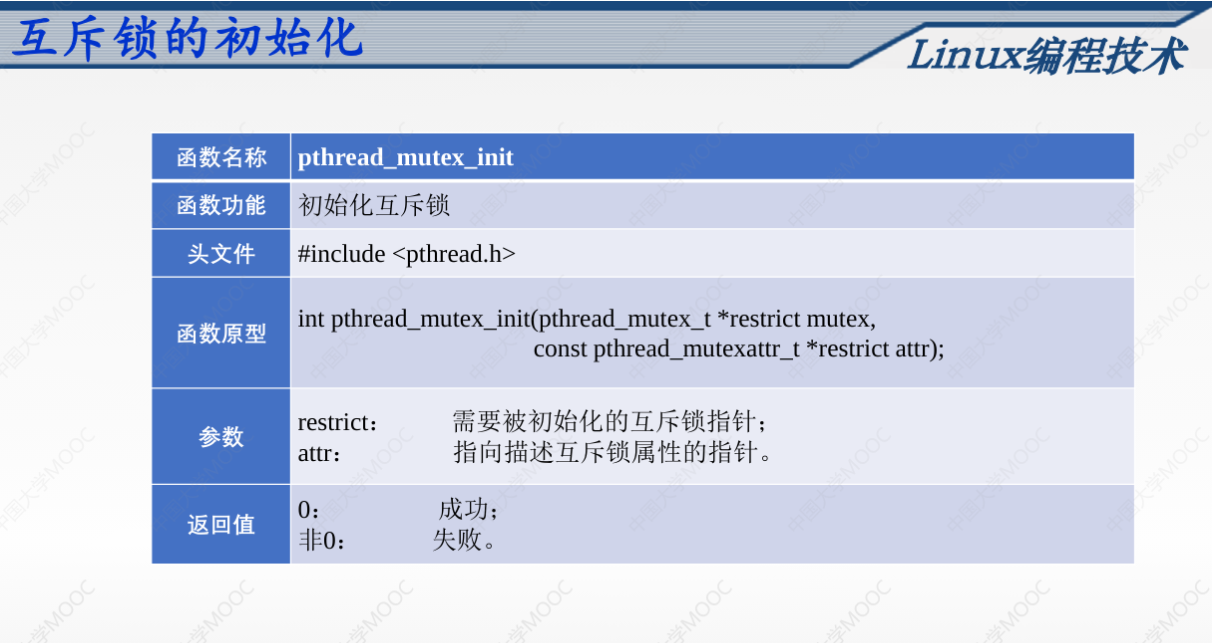 互斥锁的初始化
Linux编程技术
函数名称 pthread_mutex_init
函数功能 初始化互斥锁
头文件 #include <pthread.h>
函数原型 int pthread_mutex_init(pthread_mutex_t *restrict mutex,
const pthread_mutexattr_t *restrict attr);
参数 restrict： 需要被初始化的互斥锁指针；
attr： 指向描述互斥锁属性的指针。
返回值 0： 成功；
非0： 失败。
中国大学MOOC